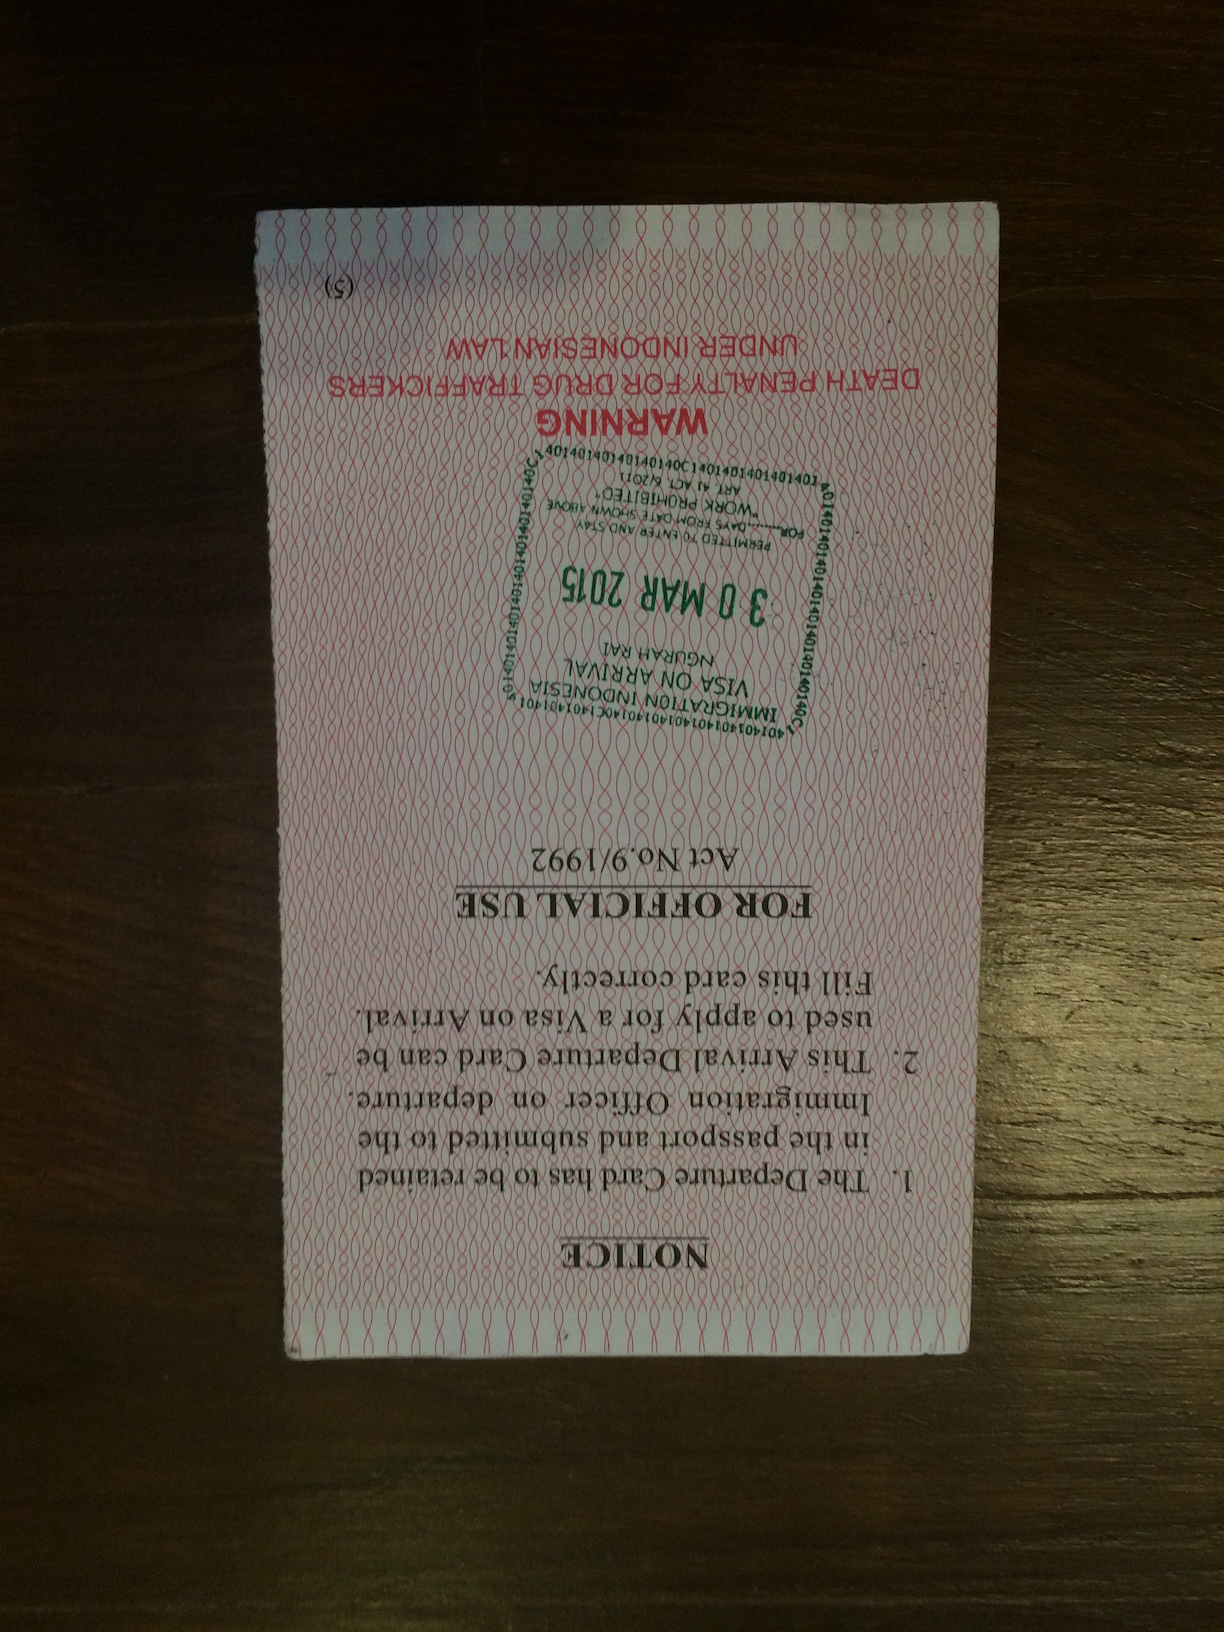 NOTICE
1. The Departure Card has to be retained
in the passport and submitted to the
Immigration Officer on departure.
2. This Arrival Departure Card can be
used to apply for a Visa on Arrival.
Fill this card correctly.
FOR OFFICIAL USE
Act No.9/1992
401401401401401401401401401
IMMIGRATION INDONESIA
VISA ON ARRIVAL
NGURAH RAI
30 MAR 2015
PERMITTED TO ENTER AND STAY
FOR..........DAYS FROM DATE SHOWN ABOVE
"WORK PROHIBITED"
ART. 41 ACT. 6/2011
WARNING
DEATH PENALTY FOR DRUG TRAFFICKERS
UNDER INDONESIAN LAW
(5)